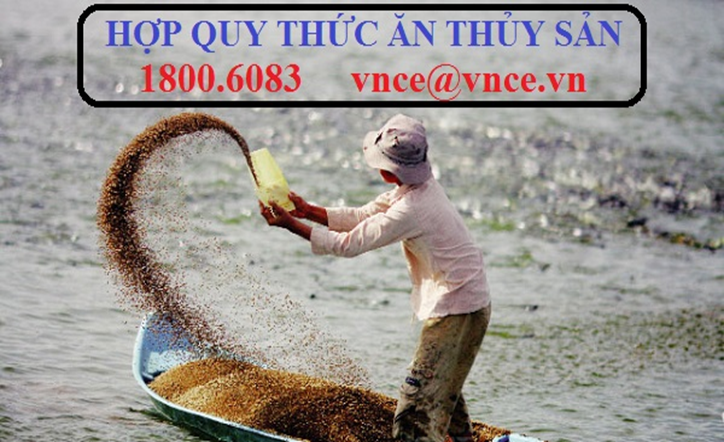 HỢP QUY THỨC ĂN THỦY SẢN
1800.6083 vnce@vnce.vn